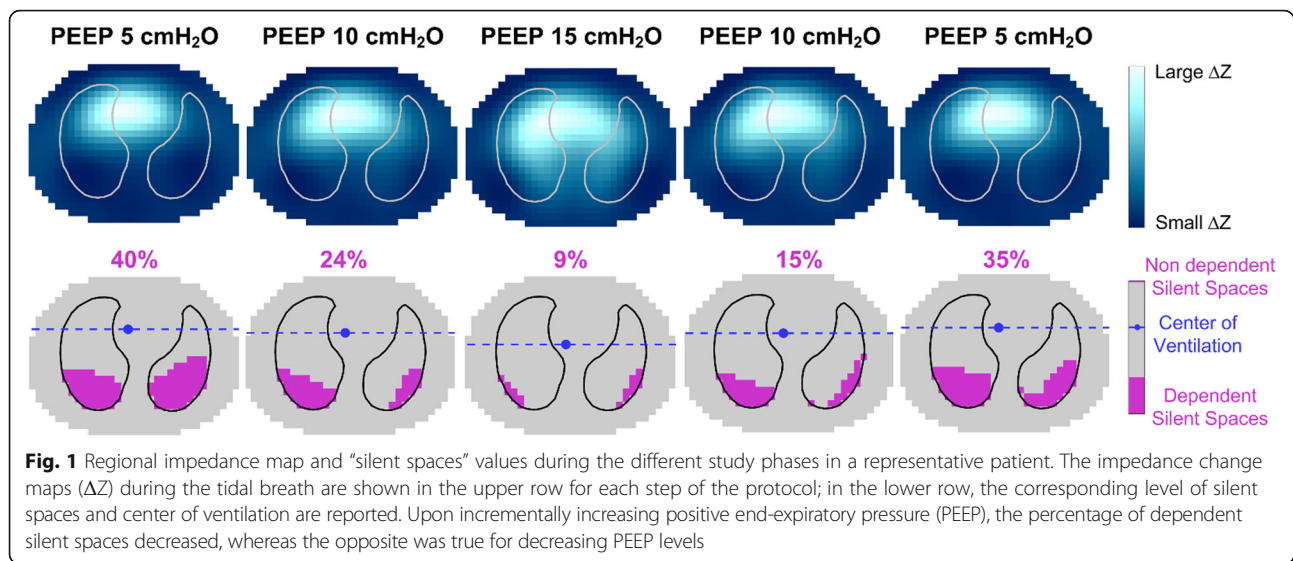 PEEP 5 cmH₂O PEEP 10 cmH₂O PEEP 15 cmH₂O PEEP 10 cmH₂O PEEP 5 cmH₂O
Large ΔZ
Small ΔZ
40% 24% 9% 15% 35%
Non dependent
Silent Spaces
Center of
Ventilation
Dependent
Silent Spaces
Fig. 1 Regional impedance map and “silent spaces” values during the different study phases in a representative patient. The impedance change
maps (ΔZ) during the tidal breath are shown in the upper row for each step of the protocol; in the lower row, the corresponding level of silent
spaces and center of ventilation are reported. Upon incrementally increasing positive end-expiratory pressure (PEEP), the percentage of dependent
silent spaces decreased, whereas the opposite was true for decreasing PEEP levels